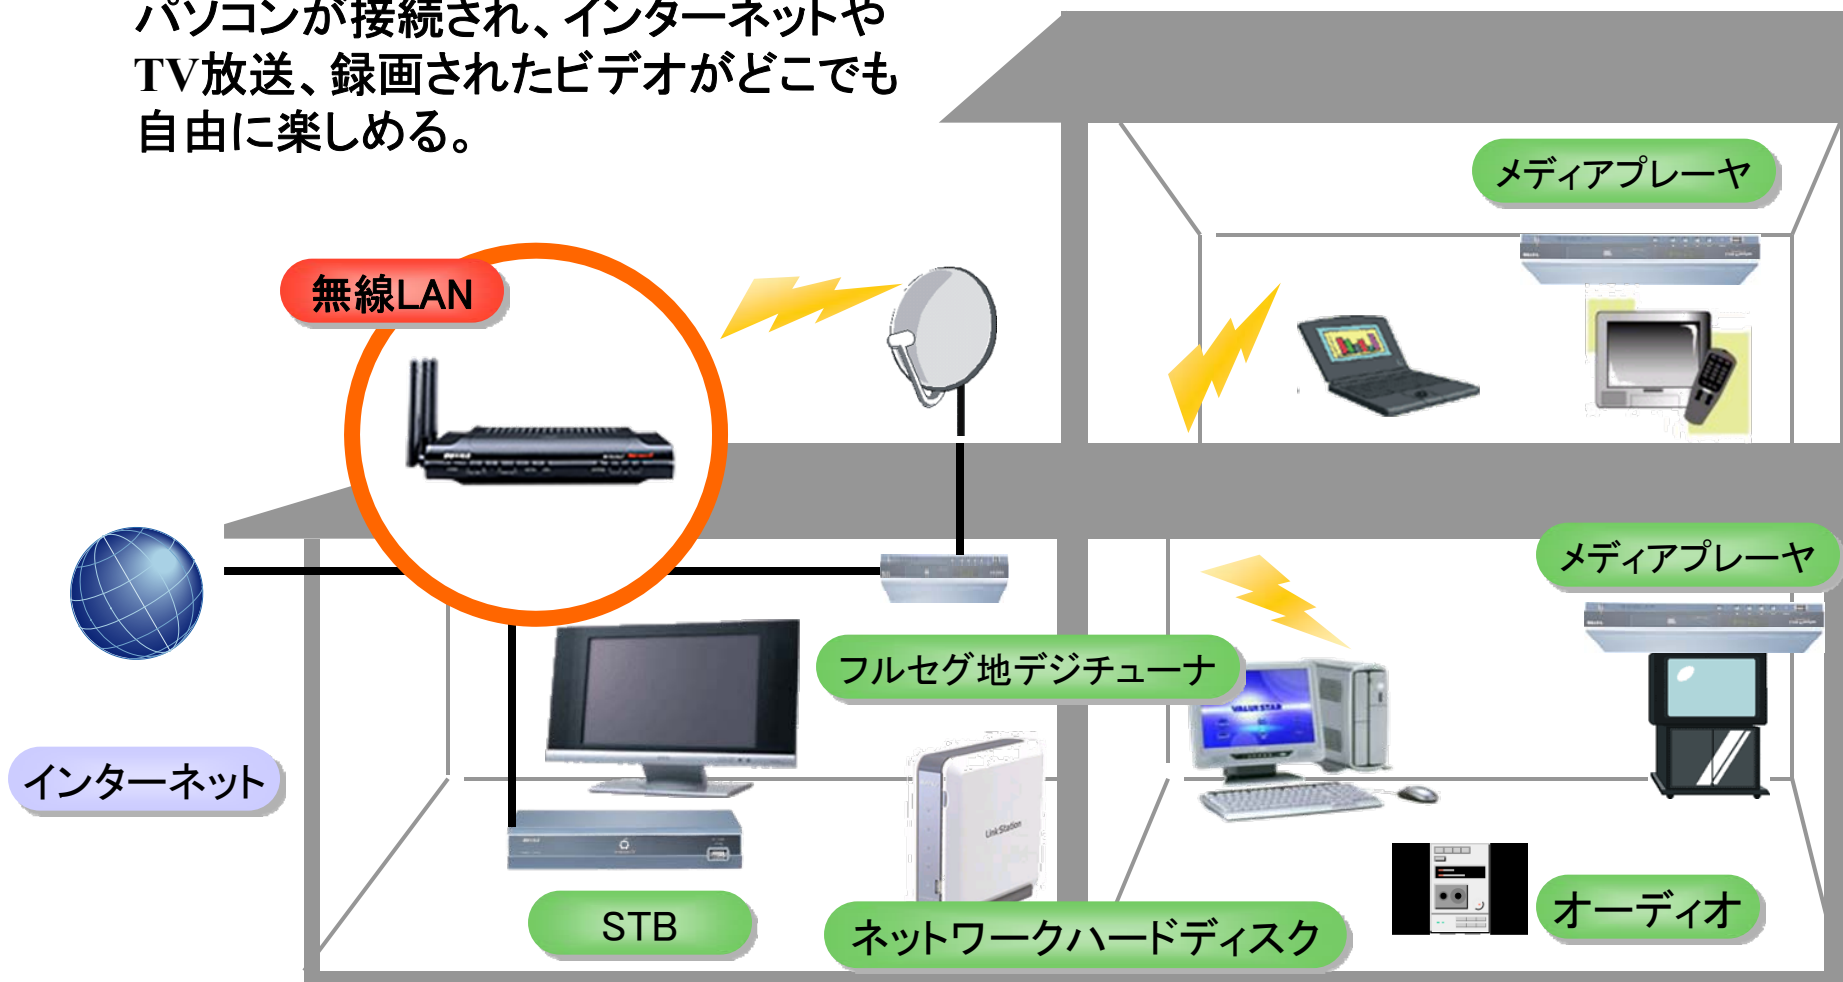 パソコンが接続され、インターネットや
TV放送、録画されたビデオがどこでも
自由に楽しめる。
メディアプレーヤ
無線LAN
メディアプレーヤ
フルセグ地デジチューナ
VALUESTAR
インターネット
LinkStation
STB
ネットワークハードディスク
オーディオ